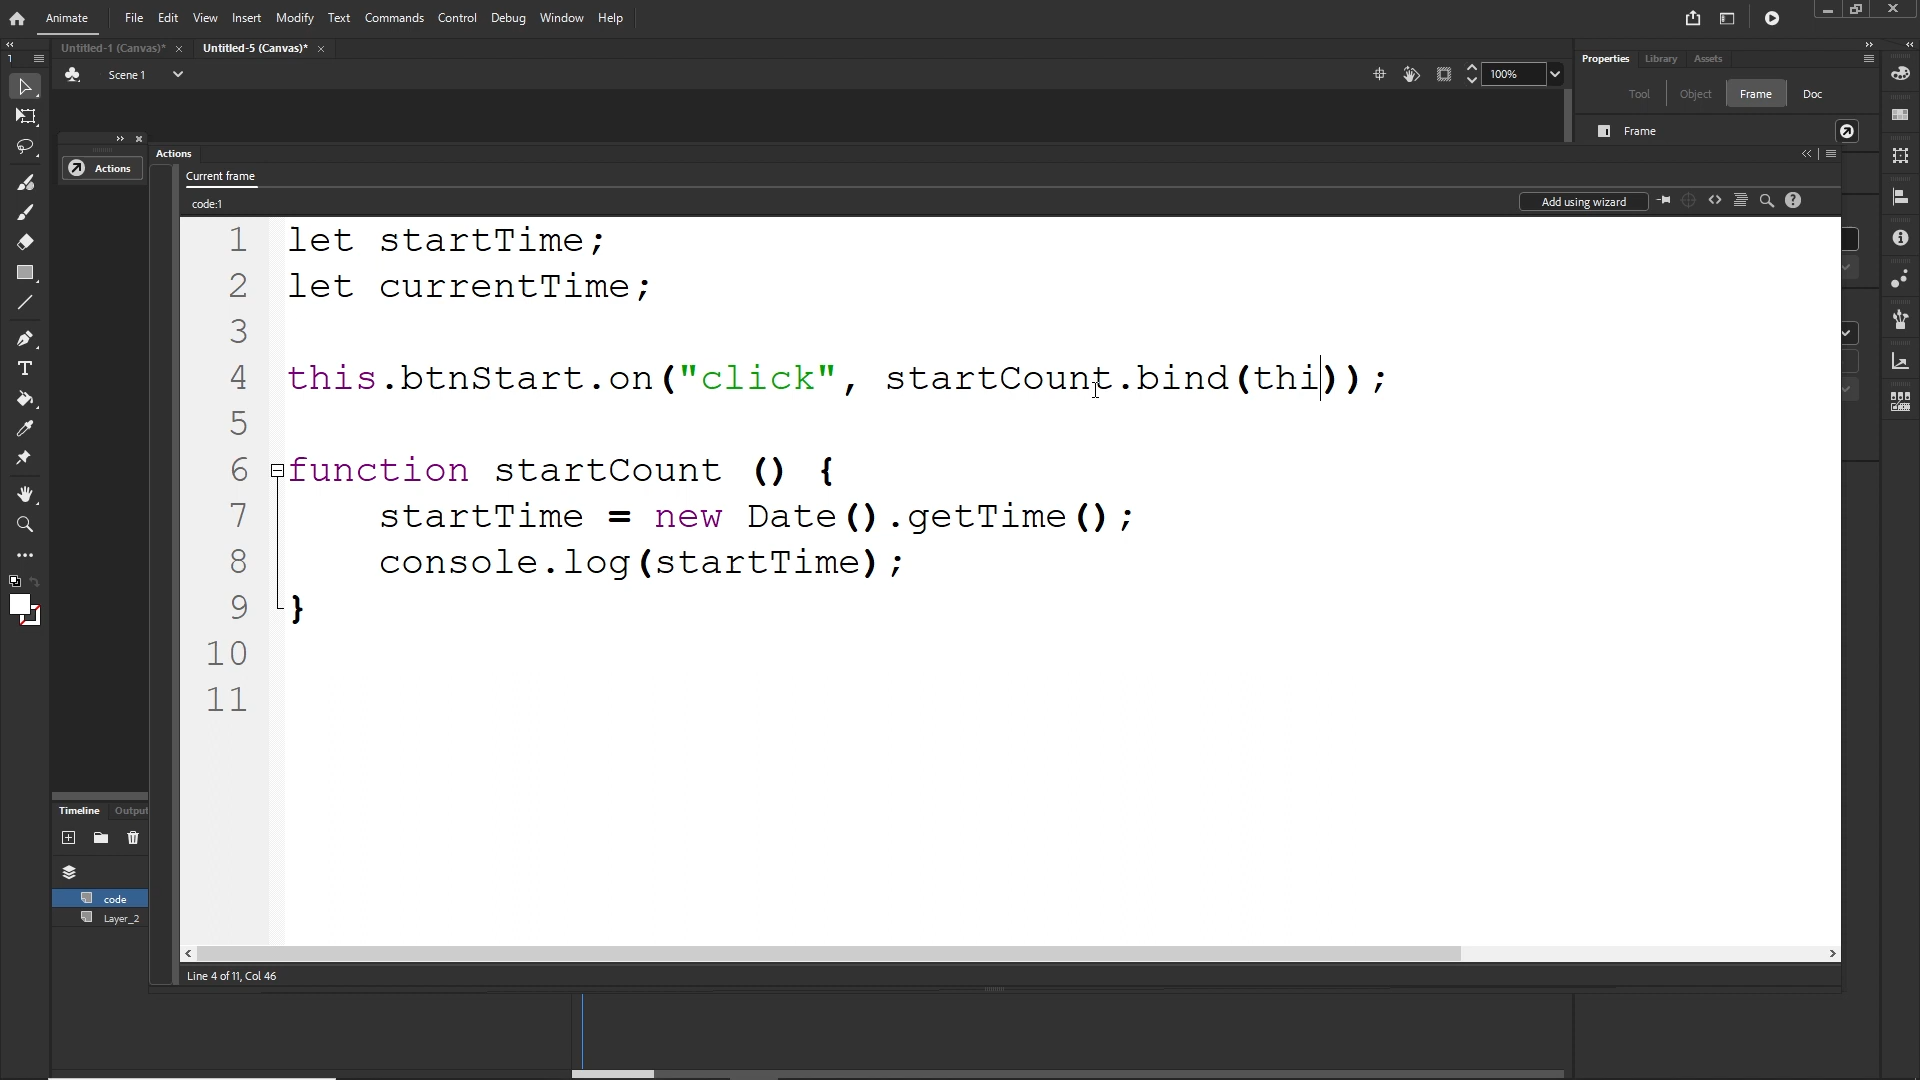 Animate File Edit View Insert Modify Text Commands Control Debug Window Help
Untitled-1 (Canvas)* Untitled-5 (Canvas)*
Scene 1 100%
Properties Library Assets
Tool Object Frame Doc
Frame
Actions
Actions
Current frame
code:1 Add using wizard
1 let startTime;
2 let currentTime;
3
4 this.btnStart.on("click", startCount.bind(thi));
5
6 function startCount () {
7 startTime = new Date().getTime();
8 console.log(startTime);
9 }
10
11
Timeline Output
code
Layer_2
Line 4 of 11, Col 46